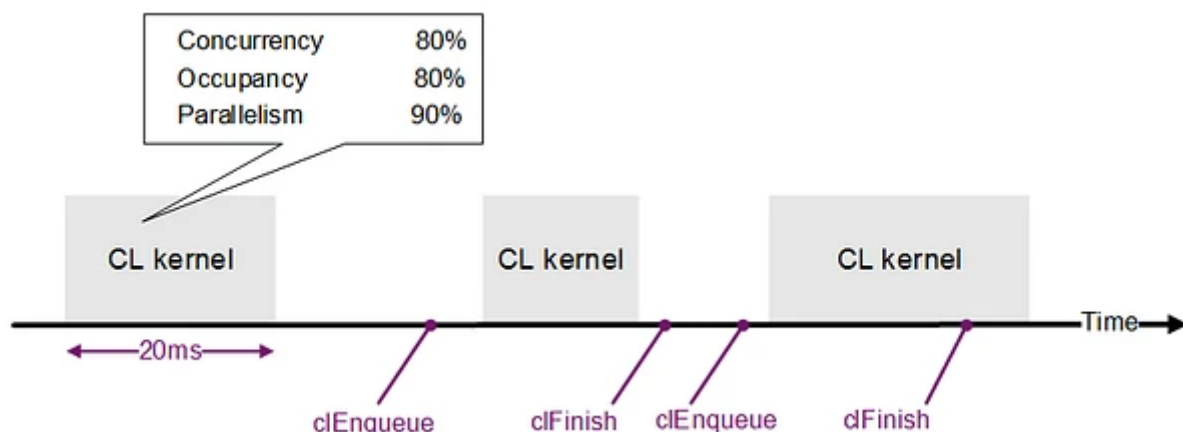 Concurrency 80%
Occupancy 80%
Parallelism 90%
CL kernel CL kernel CL kernel
Time
20ms
clEnqueue clFinish clEnqueue clFinish